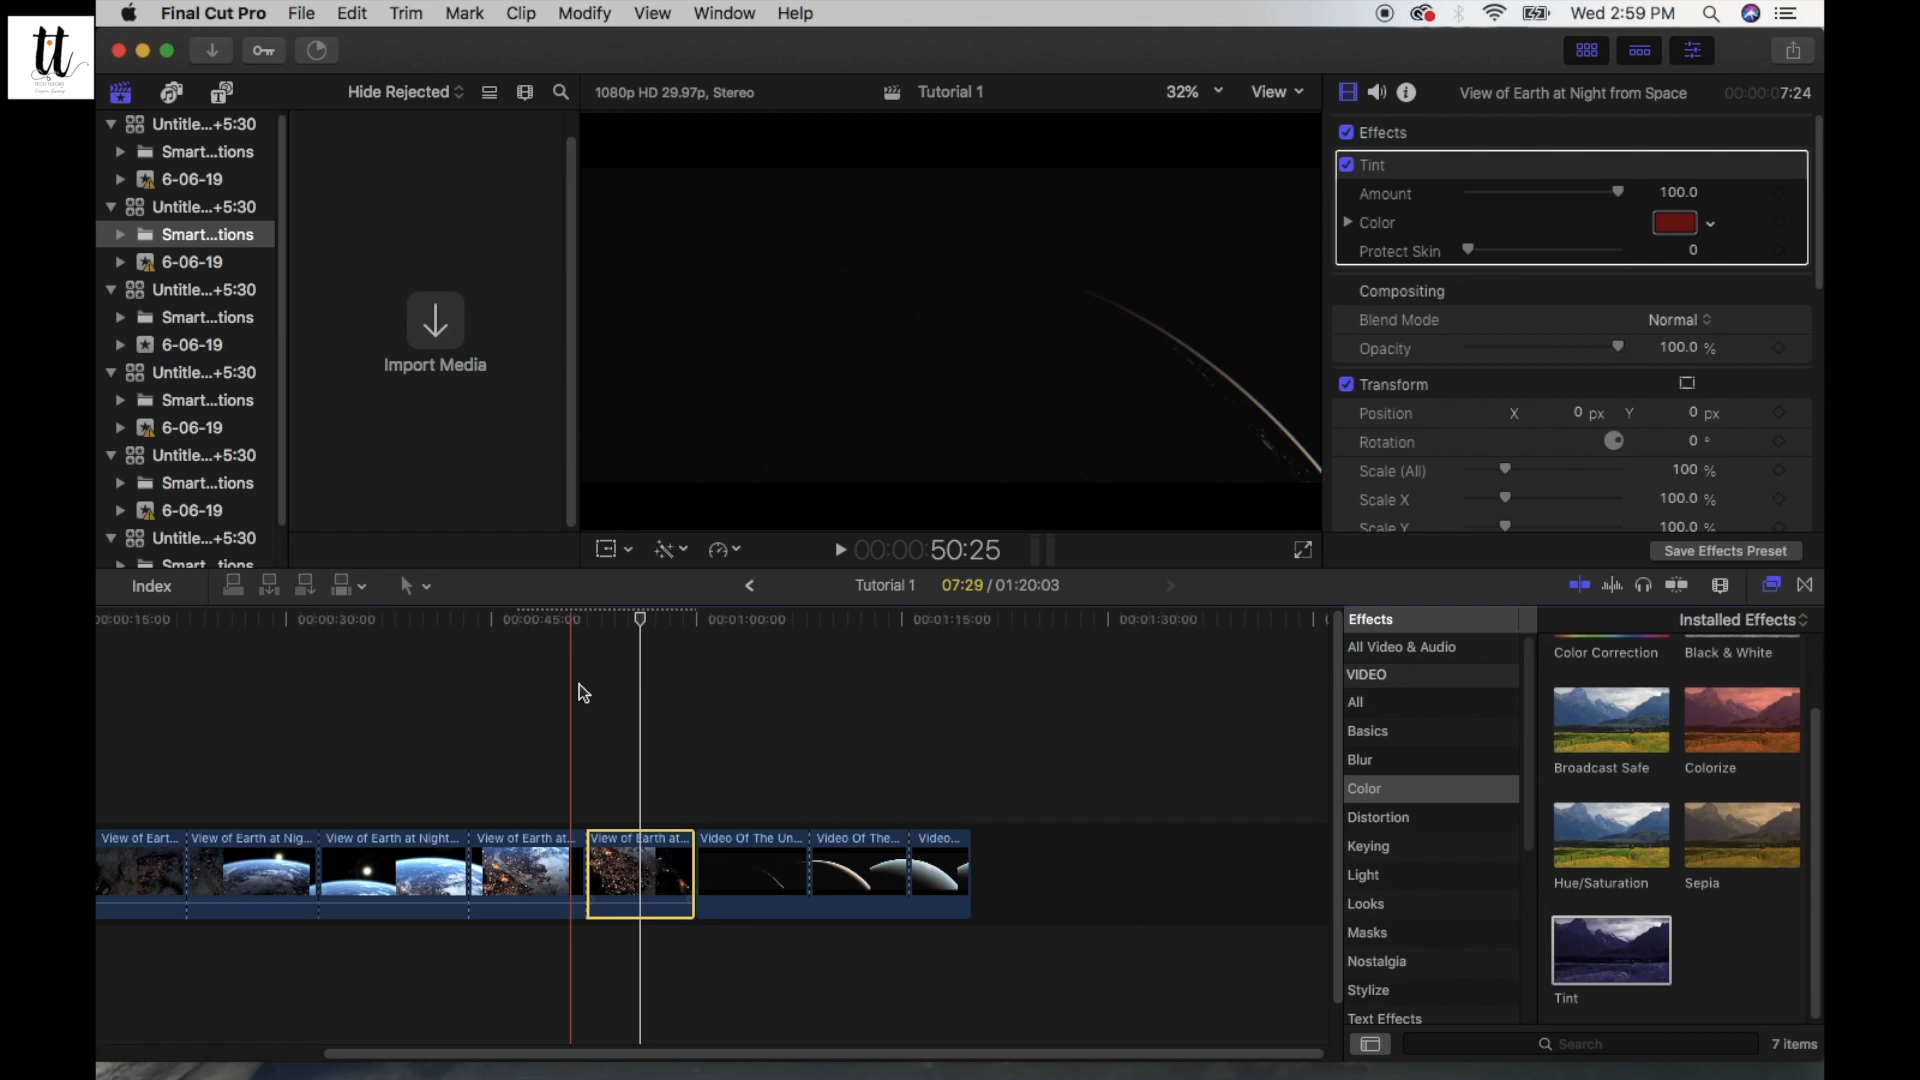 Final Cut Pro File Edit Trim Mark Clip Modify View Window Help Wed 2:59 PM
tt
Hide Rejected 1080p HD 29.97p, Stereo Tutorial 1 32% View View of Earth at Night from Space 00:00:07:24
Untitle...+5:30
Smart...tions
6-06-19
Untitle...+5:30
Smart...tions
6-06-19
Untitle...+5:30
Smart...tions
6-06-19
Untitle...+5:30
Smart...tions
6-06-19
Untitle...+5:30
Smart...tions
6-06-19
Untitle...+5:30
Smart...tions
Import Media
Effects
Tint
Amount 100.0
Color
Protect Skin 0
Compositing
Blend Mode Normal
Opacity 100.0 %
Transform
Position X 0 px Y 0 px
Rotation 0 °
Scale (All) 100 %
Scale X 100.0 %
Scale Y 100.0 %
00:00:50:25
Save Effects Preset
Index Tutorial 1 07:29 / 01:20:03
00:00:15:00 00:00:30:00 00:00:45:00 00:01:00:00 00:01:15:00 00:01:30:00
View of Eart... View of Earth at Nig... View of Earth at Night... View of Earth at... View of Earth at... Video Of The Un... Video Of The... Video...
Effects
All Video & Audio
VIDEO
All
Basics
Blur
Color
Distortion
Keying
Light
Looks
Masks
Nostalgia
Stylize
Text Effects
Installed Effects
Color Correction Black & White
Broadcast Safe Colorize
Hue/Saturation Sepia
Tint
Search 7 items